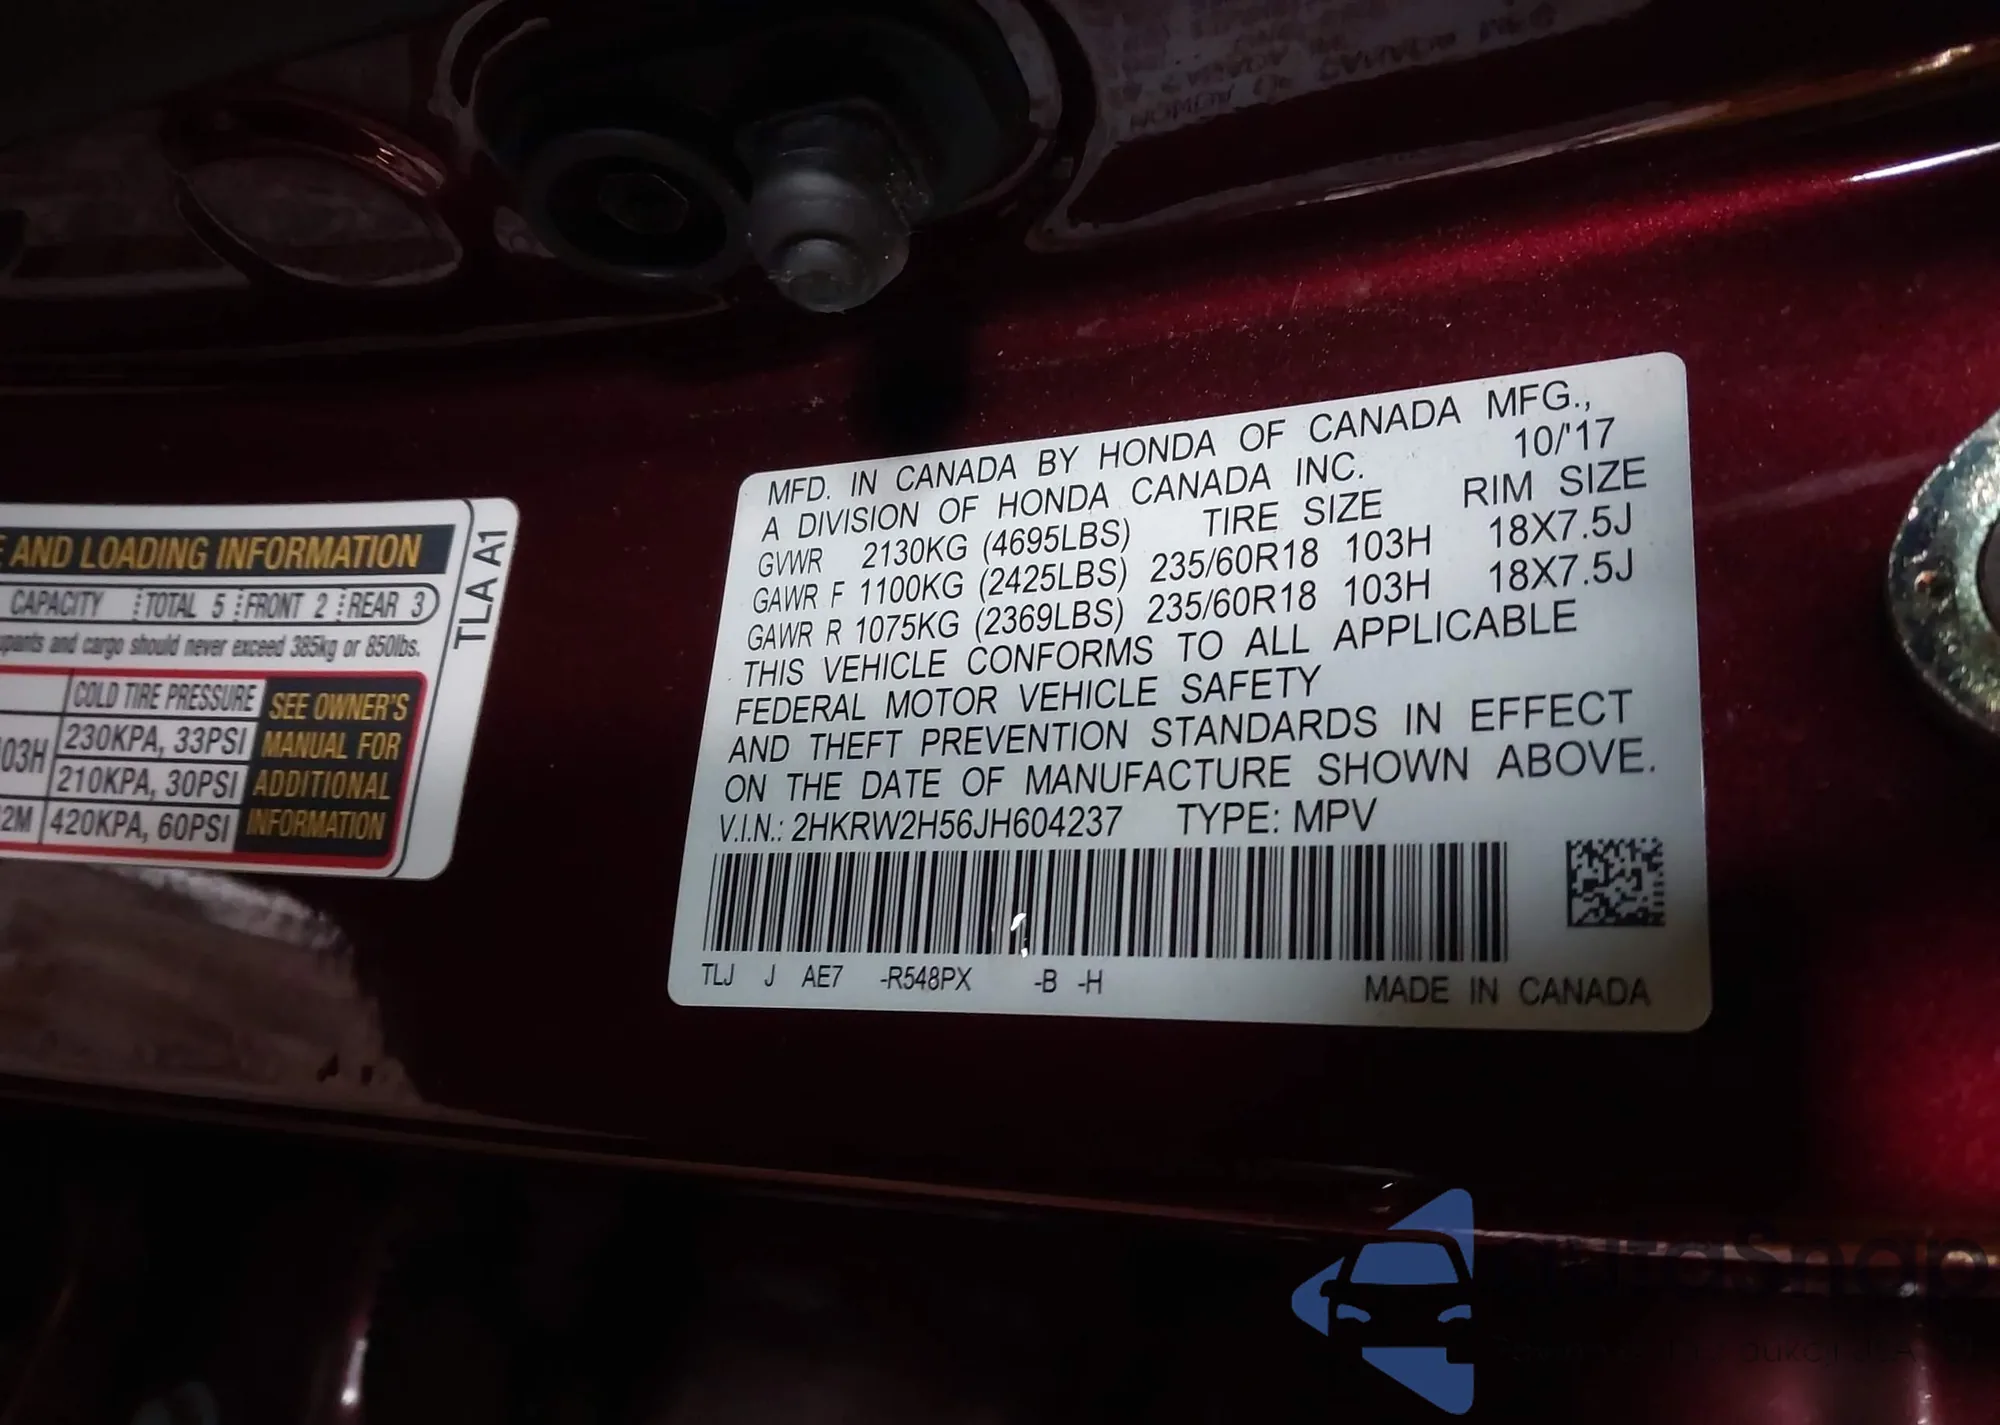 MFD. IN CANADA BY HONDA OF CANADA MFG.,
A DIVISION OF HONDA CANADA INC. 10/'17
GVWR 2130KG (4695LBS) TIRE SIZE RIM SIZE
GAWR F 1100KG (2425LBS) 235/60R18 103H 18X7.5J
GAWR R 1075KG (2369LBS) 235/60R18 103H 18X7.5J
THIS VEHICLE CONFORMS TO ALL APPLICABLE
FEDERAL MOTOR VEHICLE SAFETY
AND THEFT PREVENTION STANDARDS IN EFFECT
ON THE DATE OF MANUFACTURE SHOWN ABOVE.
V.I.N.: 2HKRW2H56JH604237 TYPE: MPV
TLJ J AE7 -R548PX -B -H MADE IN CANADA
AND LOADING INFORMATION
CAPACITY TOTAL 5 FRONT 2 REAR 3
and cargo should never exceed 385kg or 850lbs.
COLD TIRE PRESSURE
03H 230KPA, 33PSI
210KPA, 30PSI
2M 420KPA, 60PSI
SEE OWNER'S
MANUAL FOR
ADDITIONAL
INFORMATION
TLA A1
autosnap